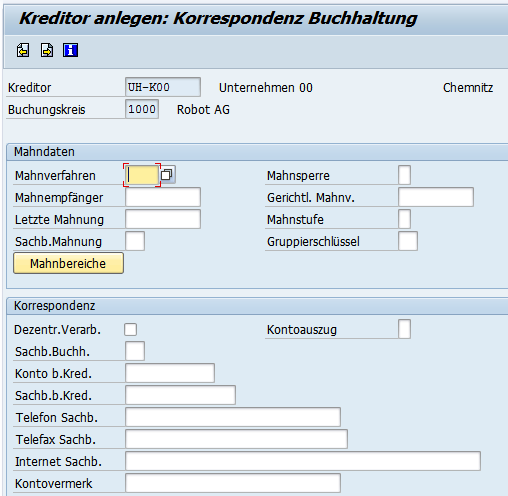 Kreditor anlegen: Korrespondenz Buchhaltung
Kreditor UH-K00 Unternehmen 00 Chemnitz
Buchungskreis 1000 Robot AG
Mahndaten
Mahnverfahren Mahnsperre
Mahnempfänger Gerichtl. Mahnv.
Letzte Mahnung Mahnstufe
Sachb.Mahnung Gruppierschlüssel
Mahnbereiche
Korrespondenz
Dezentr.Verarb. Kontoauszug
Sachb.Buchh.
Konto b.Kred.
Sachb.b.Kred.
Telefon Sachb.
Telefax Sachb.
Internet Sachb.
Kontovermerk